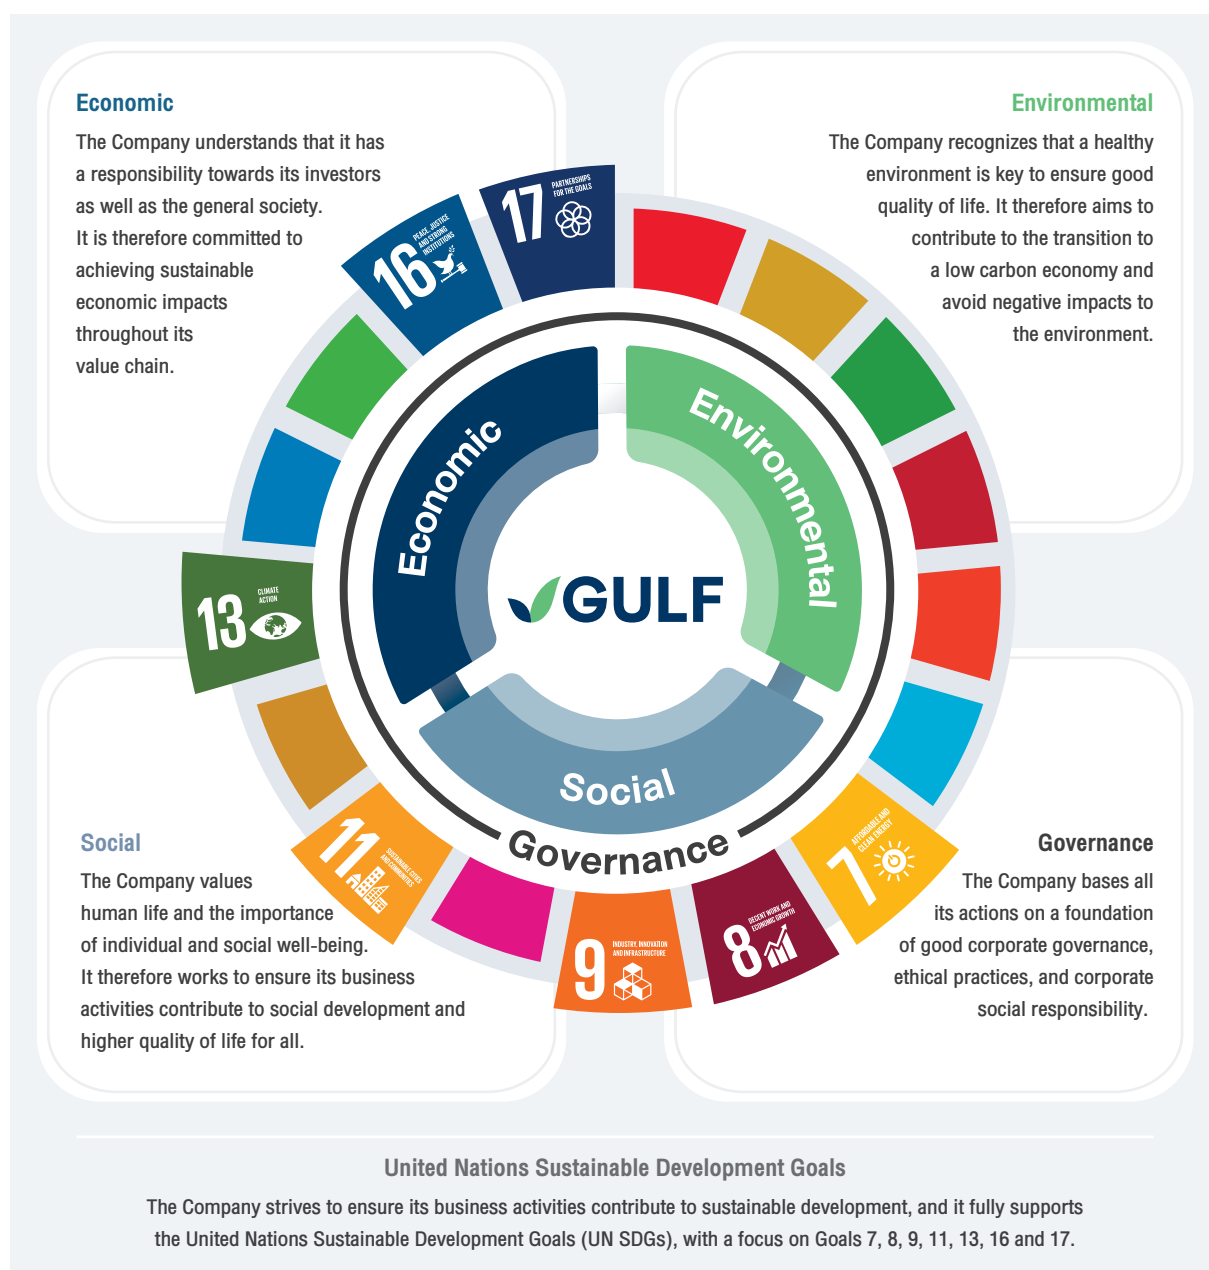 Economic
The Company understands that it has
a responsibility towards its investors
as well as the general society.
It is therefore committed to
achieving sustainable
economic impacts
throughout its
value chain.
Environmental
The Company recognizes that a healthy
environment is key to ensure good
quality of life. It therefore aims to
contribute to the transition to
a low carbon economy and
avoid negative impacts to
the environment.
16
PEACE, JUSTICE
AND STRONG
INSTITUTIONS
17
PARTNERSHIPS
FOR THE GOALS
Economic
Environmental
13
CLIMATE
ACTION
GULF
Social
Governance
11
SUSTAINABLE CITIES
AND COMMUNITIES
9
INDUSTRY, INNOVATION
AND INFRASTRUCTURE
8
DECENT WORK AND
ECONOMIC GROWTH
7
AFFORDABLE AND
CLEAN ENERGY
Social
The Company values
human life and the importance
of individual and social well-being.
It therefore works to ensure its business
activities contribute to social development and
higher quality of life for all.
Governance
The Company bases all
its actions on a foundation
of good corporate governance,
ethical practices, and corporate
social responsibility.
United Nations Sustainable Development Goals
The Company strives to ensure its business activities contribute to sustainable development, and it fully supports
the United Nations Sustainable Development Goals (UN SDGs), with a focus on Goals 7, 8, 9, 11, 13, 16 and 17.